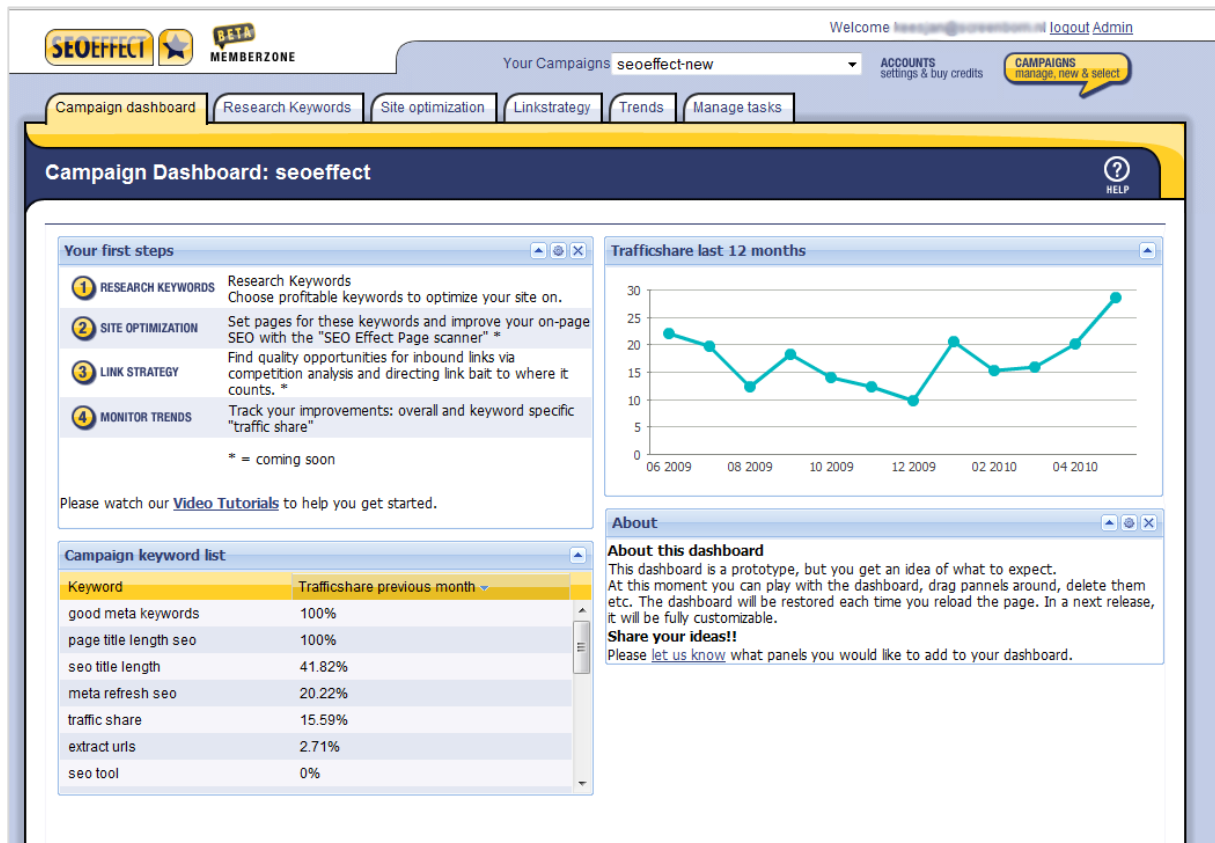 Welcome logout Admin
SEOEFFECT BETA
MEMBERZONE
Your Campaigns seoeffect-new
ACCOUNTS
settings & buy credits
CAMPAIGNS
manage, new & select
Campaign dashboard Research Keywords Site optimization Linkstrategy Trends Manage tasks
Campaign Dashboard: seoeffect
?
HELP
Your first steps
1 RESEARCH KEYWORDS Research Keywords
Choose profitable keywords to optimize your site on.
2 SITE OPTIMIZATION Set pages for these keywords and improve your on-page
SEO with the "SEO Effect Page scanner" *
3 LINK STRATEGY Find quality opportunities for inbound links via
competition analysis and directing link bait to where it
counts. *
4 MONITOR TRENDS Track your improvements: overall and keyword specific
"traffic share"
* = coming soon
Please watch our Video Tutorials to help you get started.
Campaign keyword list
Keyword Trafficshare previous month
good meta keywords 100%
page title length seo 100%
seo title length 41.82%
meta refresh seo 20.22%
traffic share 15.59%
extract urls 2.71%
seo tool 0%
Trafficshare last 12 months
30
25
20
15
10
5
0
06 2009 08 2009 10 2009 12 2009 02 2010 04 2010
About
About this dashboard
This dashboard is a prototype, but you get an idea of what to expect.
At this moment you can play with the dashboard, drag pannels around, delete them
etc. The dashboard will be restored each time you reload the page. In a next release,
it will be fully customizable.
Share your ideas!!
Please let us know what panels you would like to add to your dashboard.